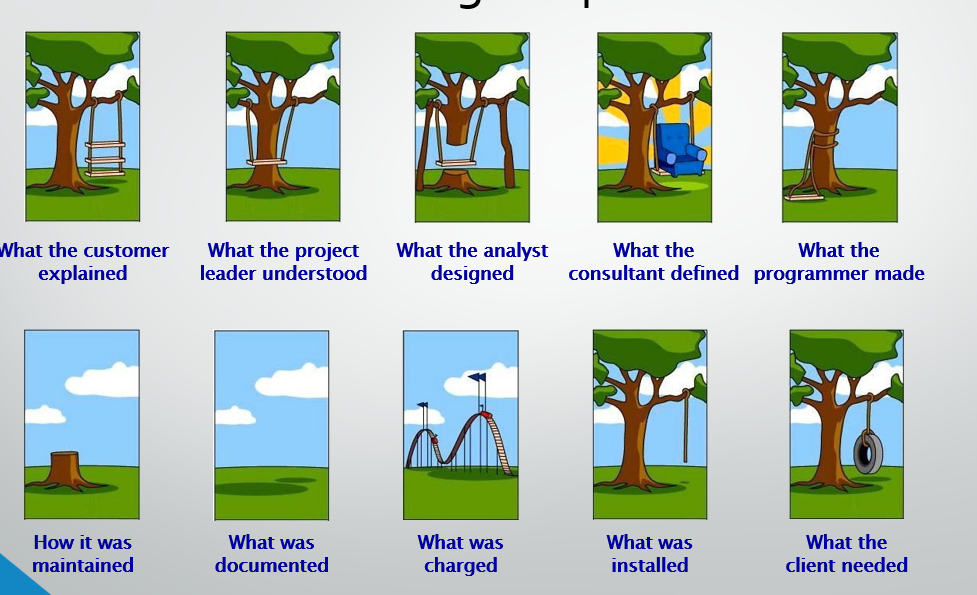 What the customer
explained
What the project
leader understood
What the analyst
designed
What the
consultant defined
What the
programmer made
How it was
maintained
What was
documented
What was
charged
What was
installed
What the
client needed